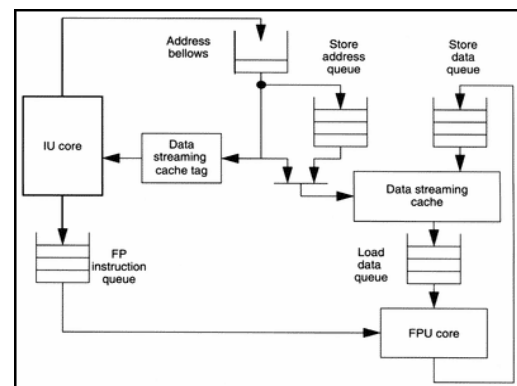 Address
bellows
Store
address
queue
Store
data
queue
IU core
Data
streaming
cache tag
Data streaming
cache
FP
instruction
queue
Load
data
queue
FPU core